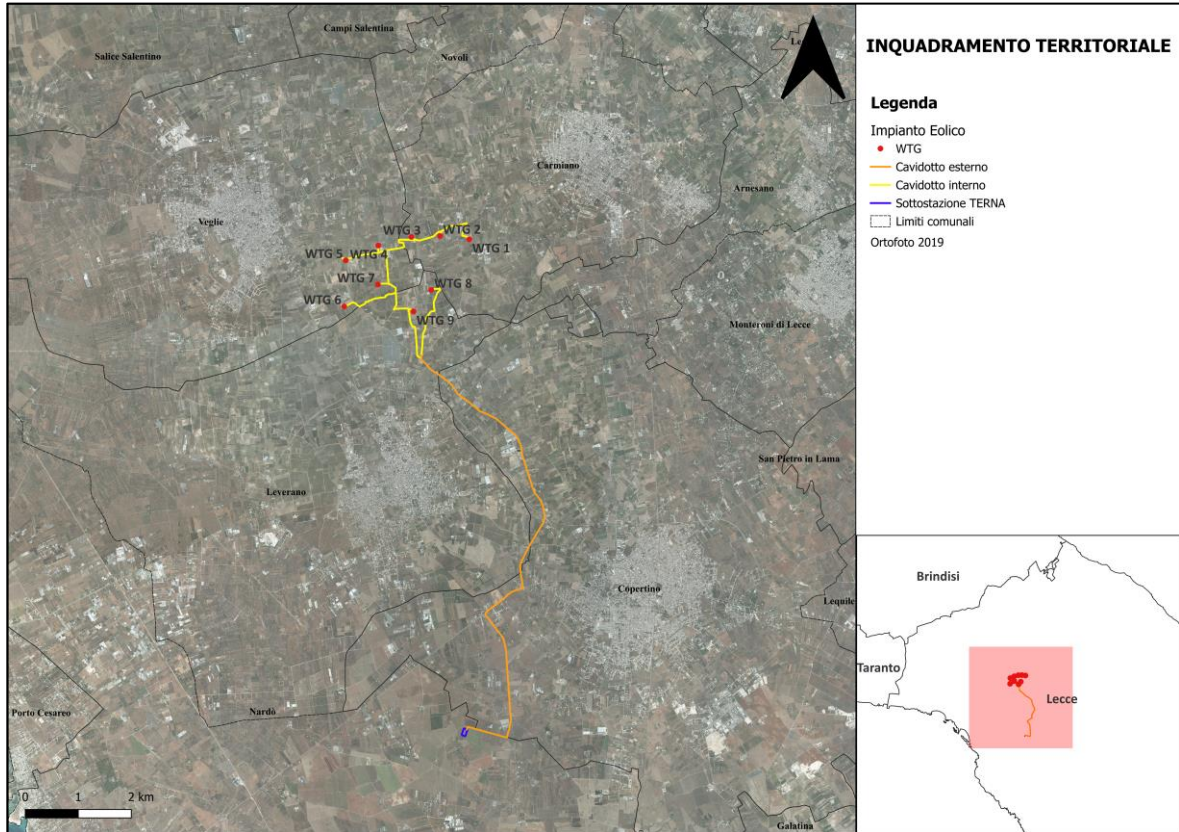 INQUADRAMENTO TERRITORIALE
Legenda
Impianto Eolico
WTG
Cavidotto esterno
Cavidotto interno
Sottostazione TERNA
Limiti comunali
Ortofoto 2019
Campi Salentina
Salice Salentino
Novoli
Carmiano
Arnesano
Veglie
WTG 3
WTG 2
WTG 1
WTG 5
WTG 4
WTG 7
WTG 8
WTG 6
WTG 9
Monteroni di Lecce
San Pietro in Lama
Leverano
Copertino
Lequile
Porto Cesareo
Nardò
Galatina
0 1 2 km
Brindisi
Taranto
Lecce